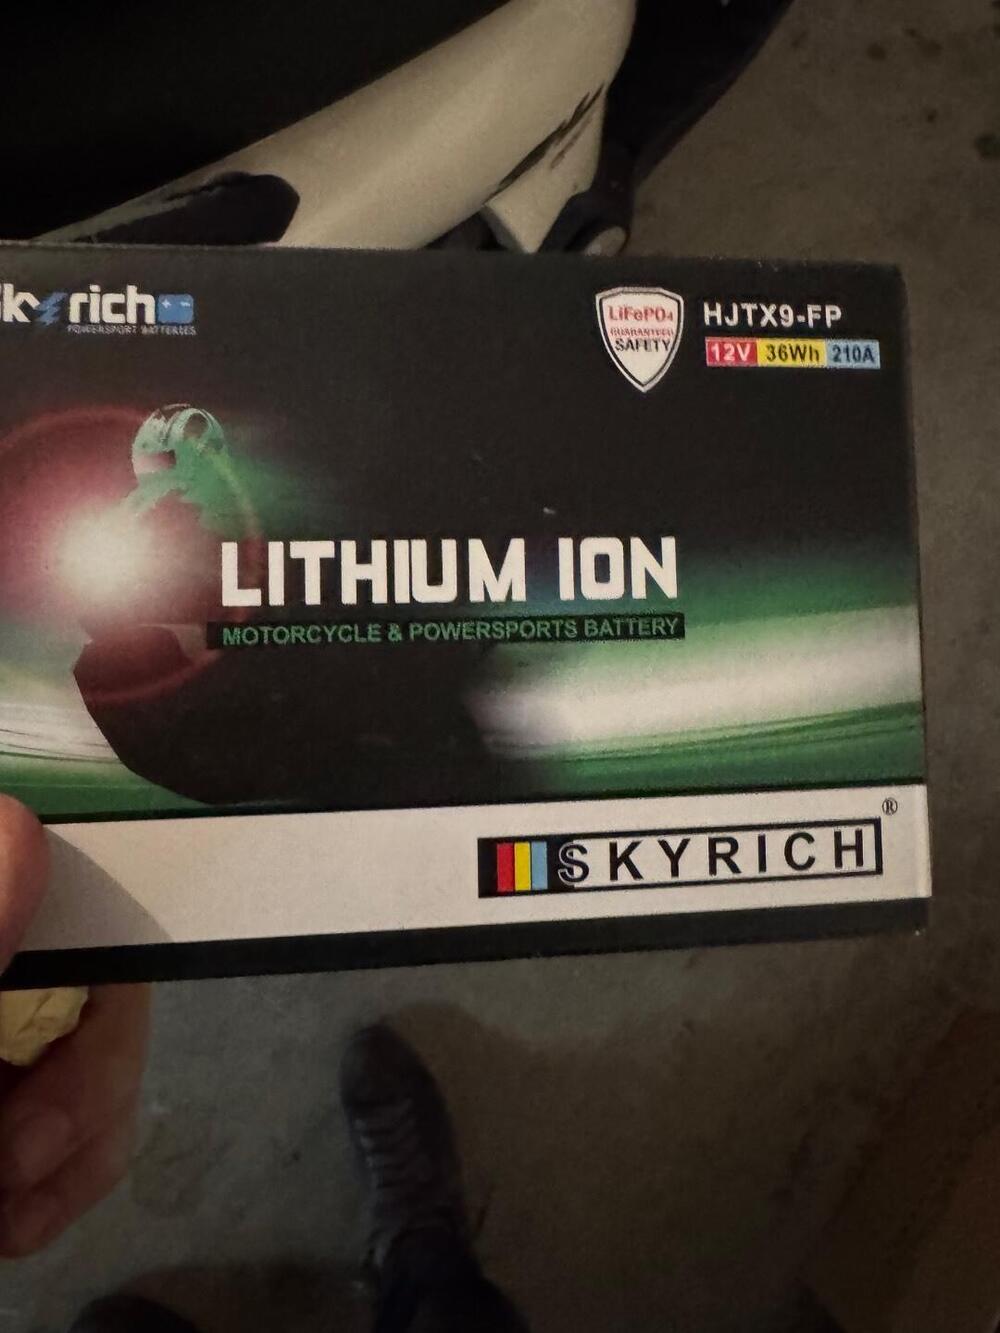 kyrich
POWERSPORT BATTERIES
LiFePO4
GUARANTEED
SAFETY
HJTX9-FP
12V 36Wh 210A
LITHIUM ION
MOTORCYCLE & POWERSPORTS BATTERY
SKYRICH®